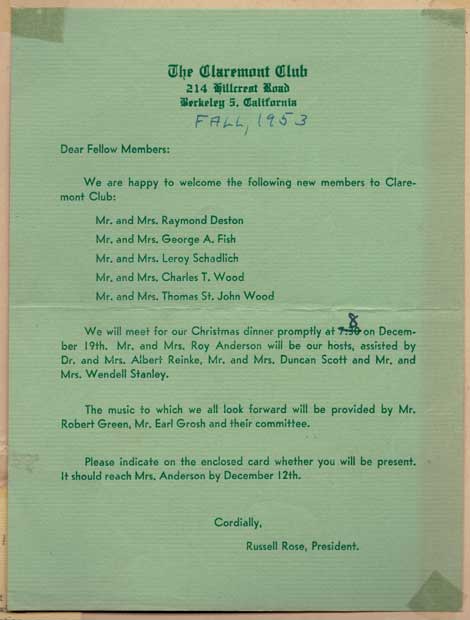 The Claremont Club
214 Hillcrest Road
Berkeley 5, California
FALL, 1953
Dear Fellow Members:
We are happy to welcome the following new members to Clare-
mont Club:
Mr. and Mrs. Raymond Deston
Mr. and Mrs. George A. Fish
Mr. and Mrs. Leroy Schadlich
Mr. and Mrs. Charles T. Wood
Mr. and Mrs. Thomas St. John Wood
8
We will meet for our Christmas dinner promptly at 7:30 on Decem-
ber 19th. Mr. and Mrs. Roy Anderson will be our hosts, assisted by
Dr. and Mrs. Albert Reinke, Mr. and Mrs. Duncan Scott and Mr. and
Mrs. Wendell Stanley.
The music to which we all look forward will be provided by Mr.
Robert Green, Mr. Earl Grosh and their committee.
Please indicate on the enclosed card whether you will be present.
It should reach Mrs. Anderson by December 12th.
Cordially,
Russell Rose, President.